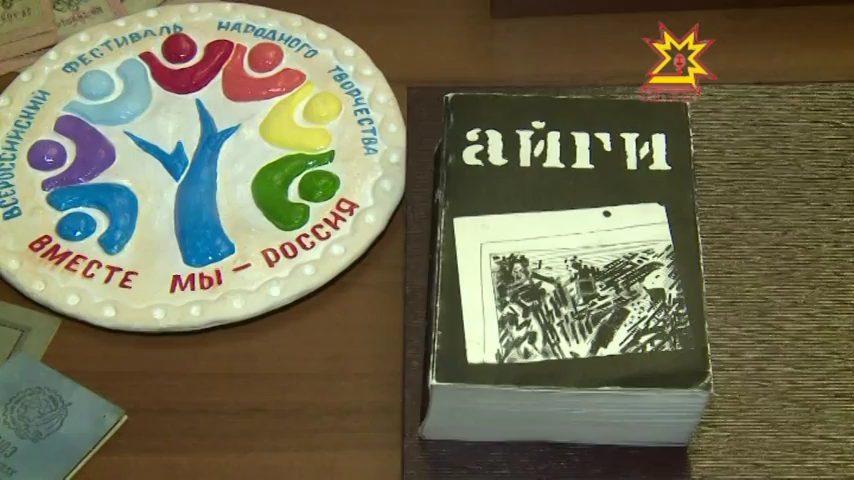 ВСЕРОССИЙСКИЙ ФЕСТИВАЛЬ НАРОДНОГО ТВОРЧЕСТВА
ВМЕСТЕ МЫ – РОССИЯ
айги